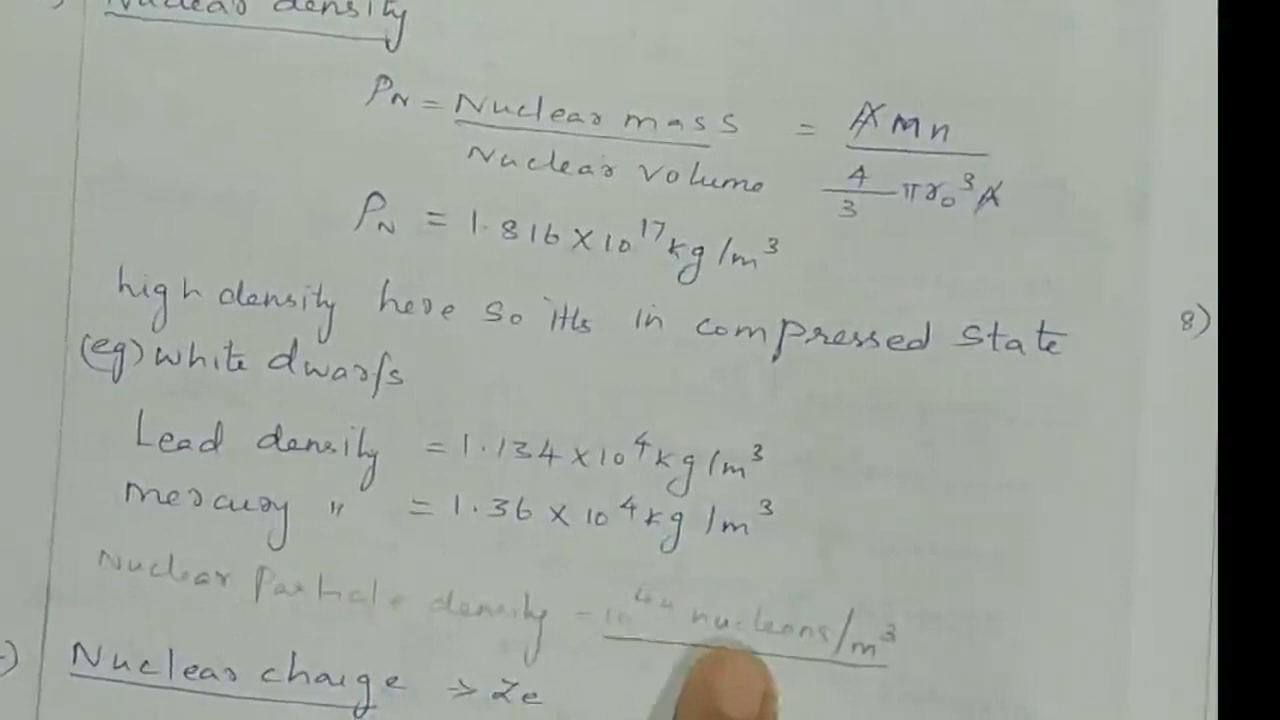 Nuclear density
ρN = Nuclear mass / Nuclear volume = A mn / 4/3 πr₀³A
ρN = 1.816 × 10¹⁷ kg/m³
high density here so itls in compressed state
8)
(eg) white dwarfs
Lead density = 1.134 × 10⁴ kg/m³
mercury " = 1.36 × 10⁴ kg/m³
Nuclear Particle density = 10⁴⁴ nucleons/m³
Nuclear charge → Ze